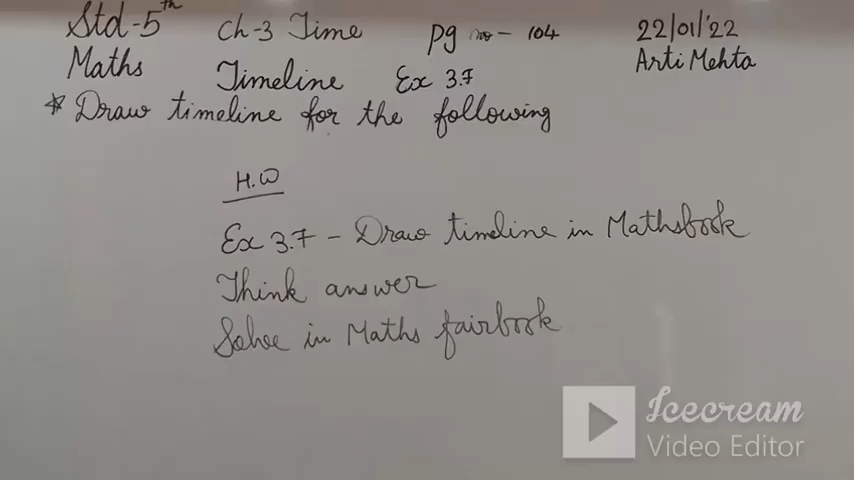 Std-5th Ch-3 Time pg no - 104 22/01/'22
Maths Timeline Ex 3.7 Arti Mehta
* Draw timeline for the following
H.W
Ex 3.7 - Draw timeline in Mathsbook
Think answer
Solve in Maths fairbook
Icecream
Video Editor